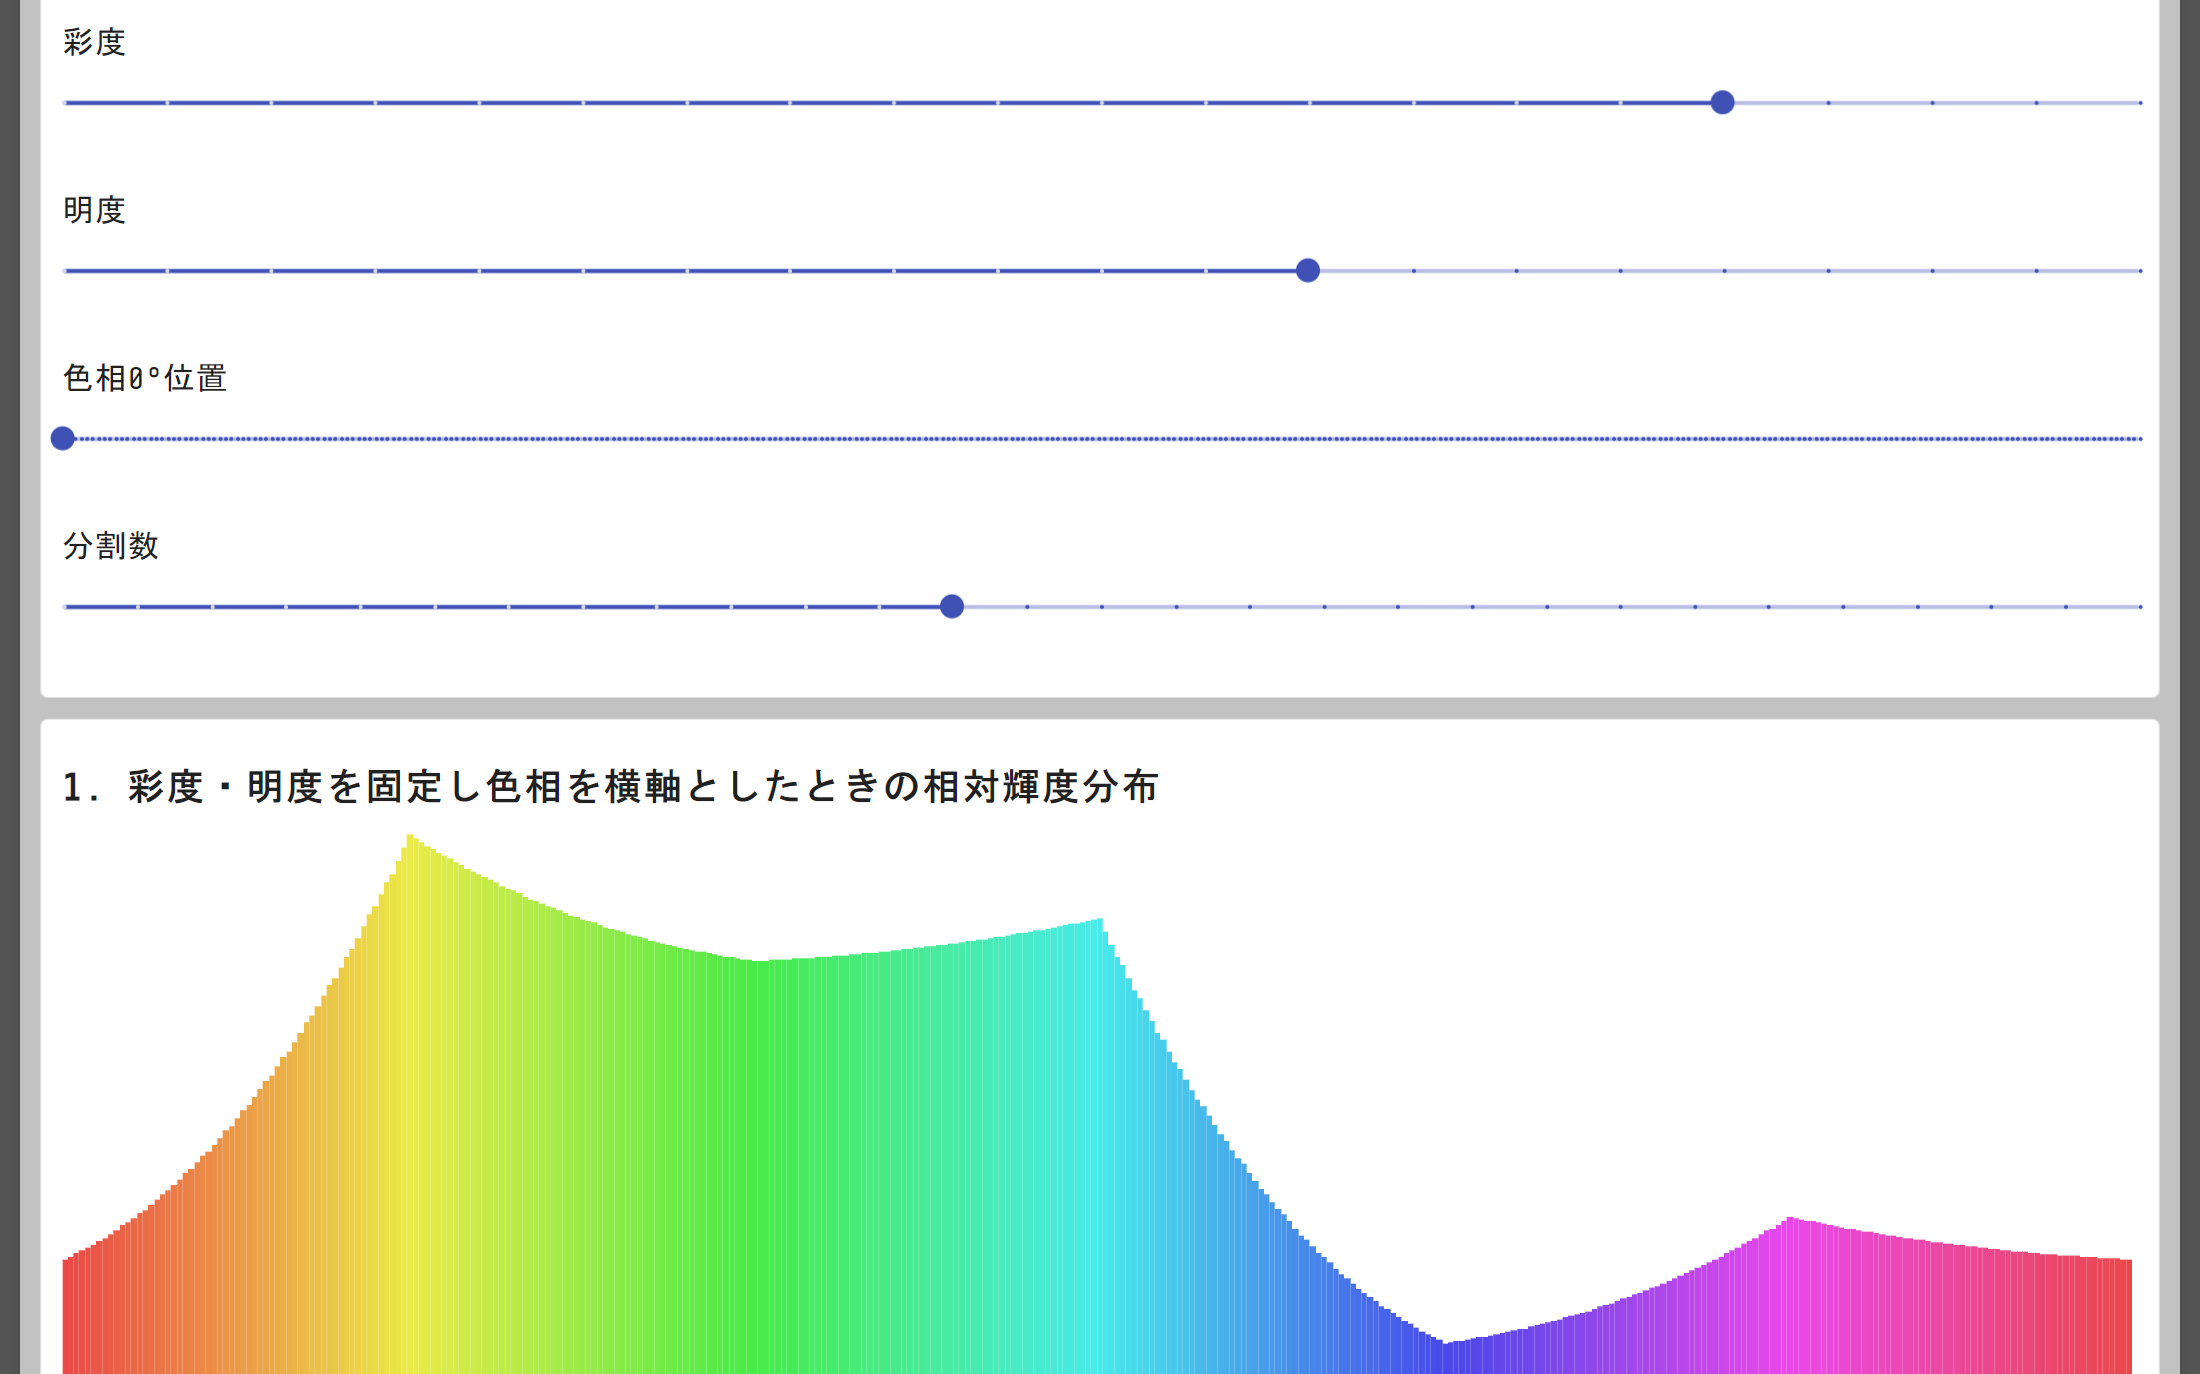 彩度
明度
色相0°位置
分割数
1. 彩度・明度を固定し色相を横軸としたときの相対輝度分布